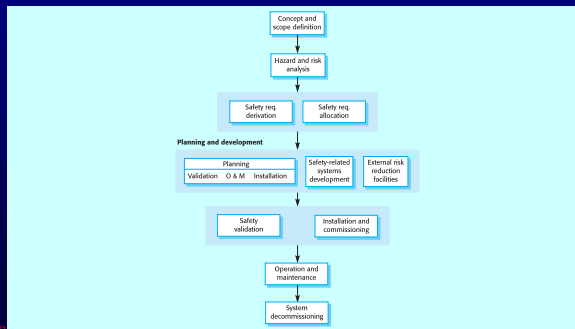 Concept and
scope definition
Hazard and risk
analysis
Safety req.
derivation
Safety req.
allocation
Planning and development
Planning
Validation O & M Installation
Safety-related
systems
development
External risk
reduction
facilities
Safety
validation
Installation and
commissioning
Operation and
maintenance
System
decommissioning